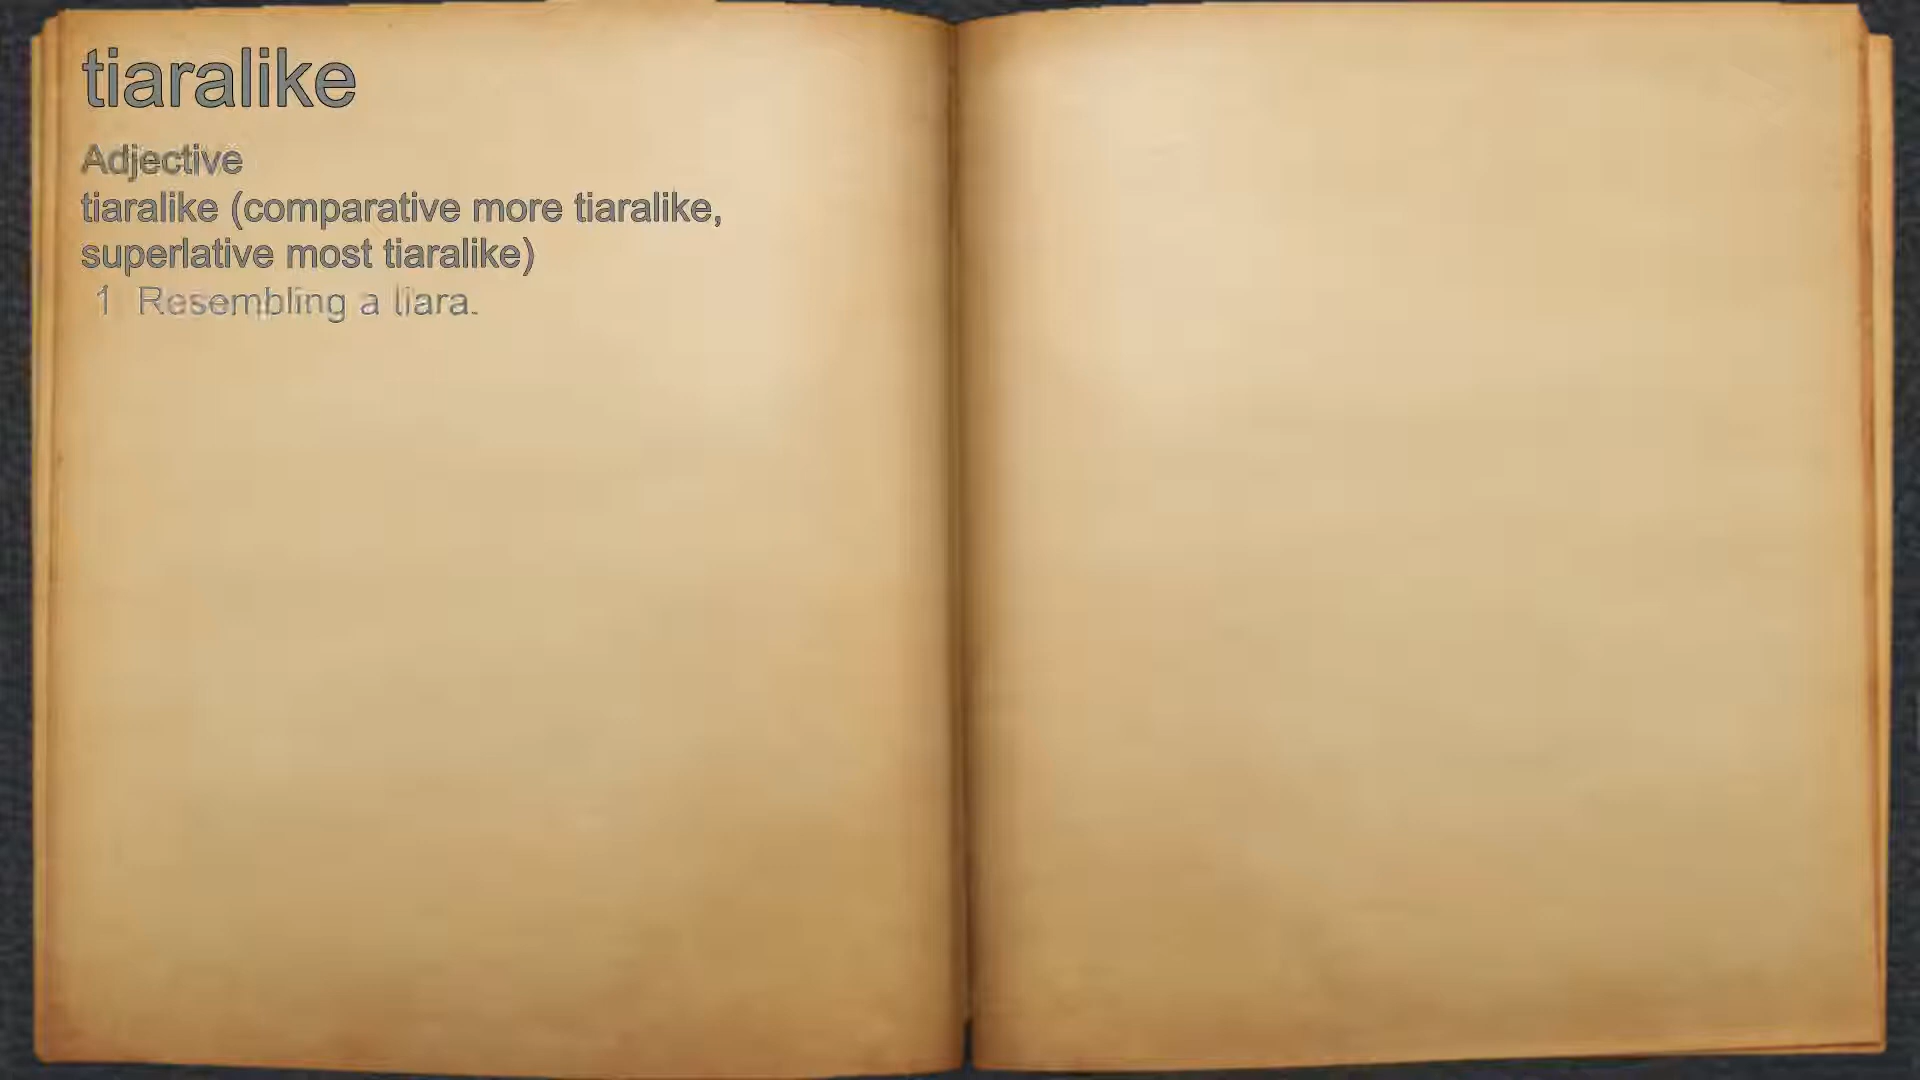 tiaralike
Adjective
tiaralike (comparative more tiaralike,
superlative most tiaralike)
1 Resembling a tiara.